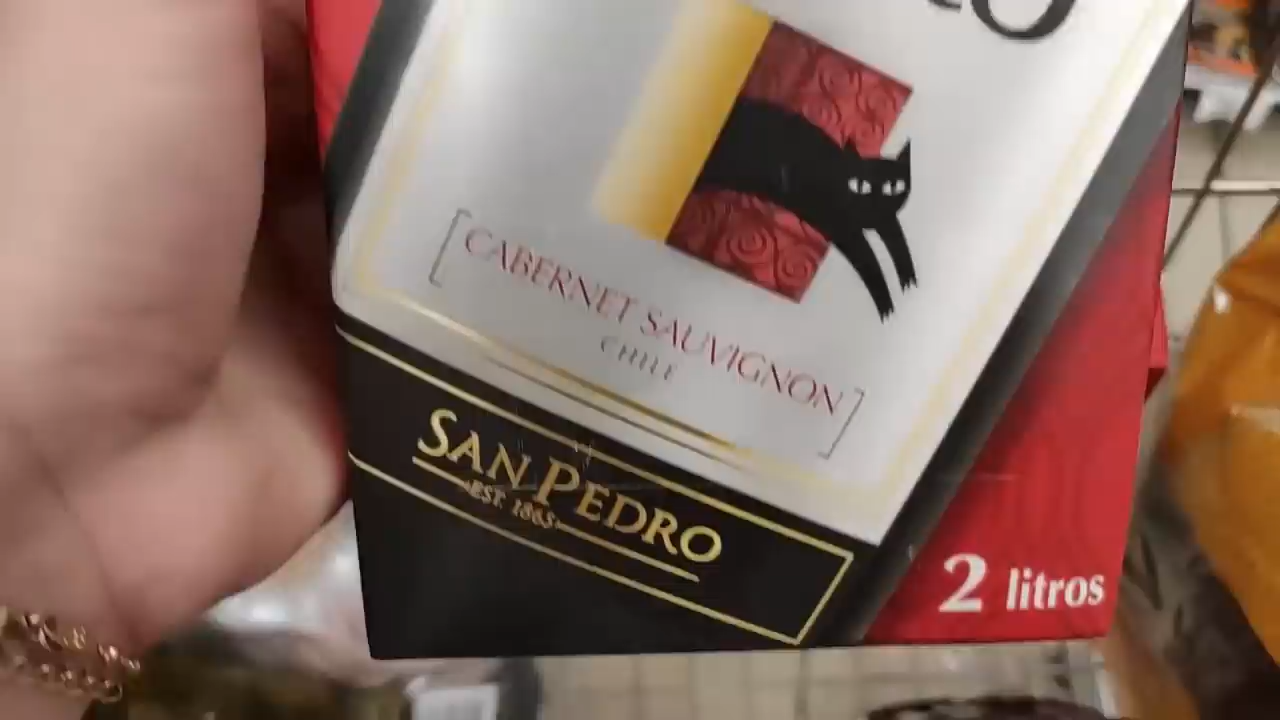 [CABERNET SAUVIGNON]
CHILE
SAN PEDRO
EST. 1865
2 litros